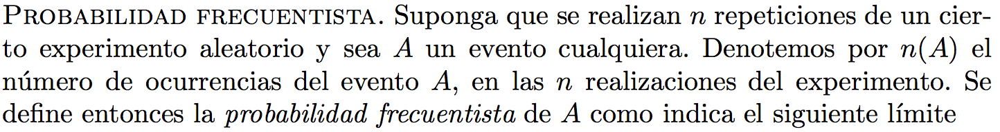 PROBABILIDAD FRECUENTISTA. Suponga que se realizan n repeticiones de un cier-
to experimento aleatorio y sea A un evento cualquiera. Denotemos por n(A) el
número de ocurrencias del evento A, en las n realizaciones del experimento. Se
define entonces la probabilidad frecuentista de A como indica el siguiente límite